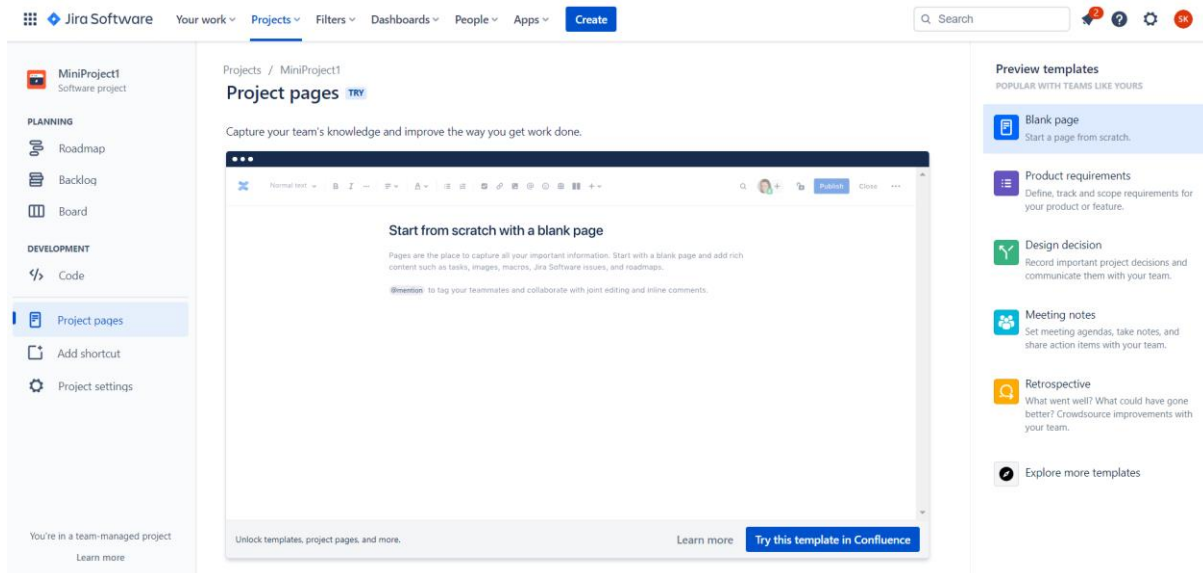 Jira Software
Your work
Projects
Filters
Dashboards
People
Apps
Create
Search
2
SK
MiniProject1
Software project
PLANNING
Roadmap
Backlog
Board
DEVELOPMENT
Code
Project pages
Add shortcut
Project settings
You're in a team-managed project
Learn more
Projects / MiniProject1
Project pages TRY
Capture your team's knowledge and improve the way you get work done.
Normal text
B I
Publish
Close
Start from scratch with a blank page
Pages are the place to capture all your important information. Start with a blank page and add rich
content such as tasks, images, macros, Jira Software issues, and roadmaps.
@mention to tag your teammates and collaborate with joint editing and inline comments.
Unlock templates, project pages, and more.
Learn more
Try this template in Confluence
Preview templates
POPULAR WITH TEAMS LIKE YOURS
Blank page
Start a page from scratch.
Product requirements
Define, track and scope requirements for
your product or feature.
Design decision
Record important project decisions and
communicate them with your team.
Meeting notes
Set meeting agendas, take notes, and
share action items with your team.
Retrospective
What went well? What could have gone
better? Crowdsource improvements with
your team.
Explore more templates